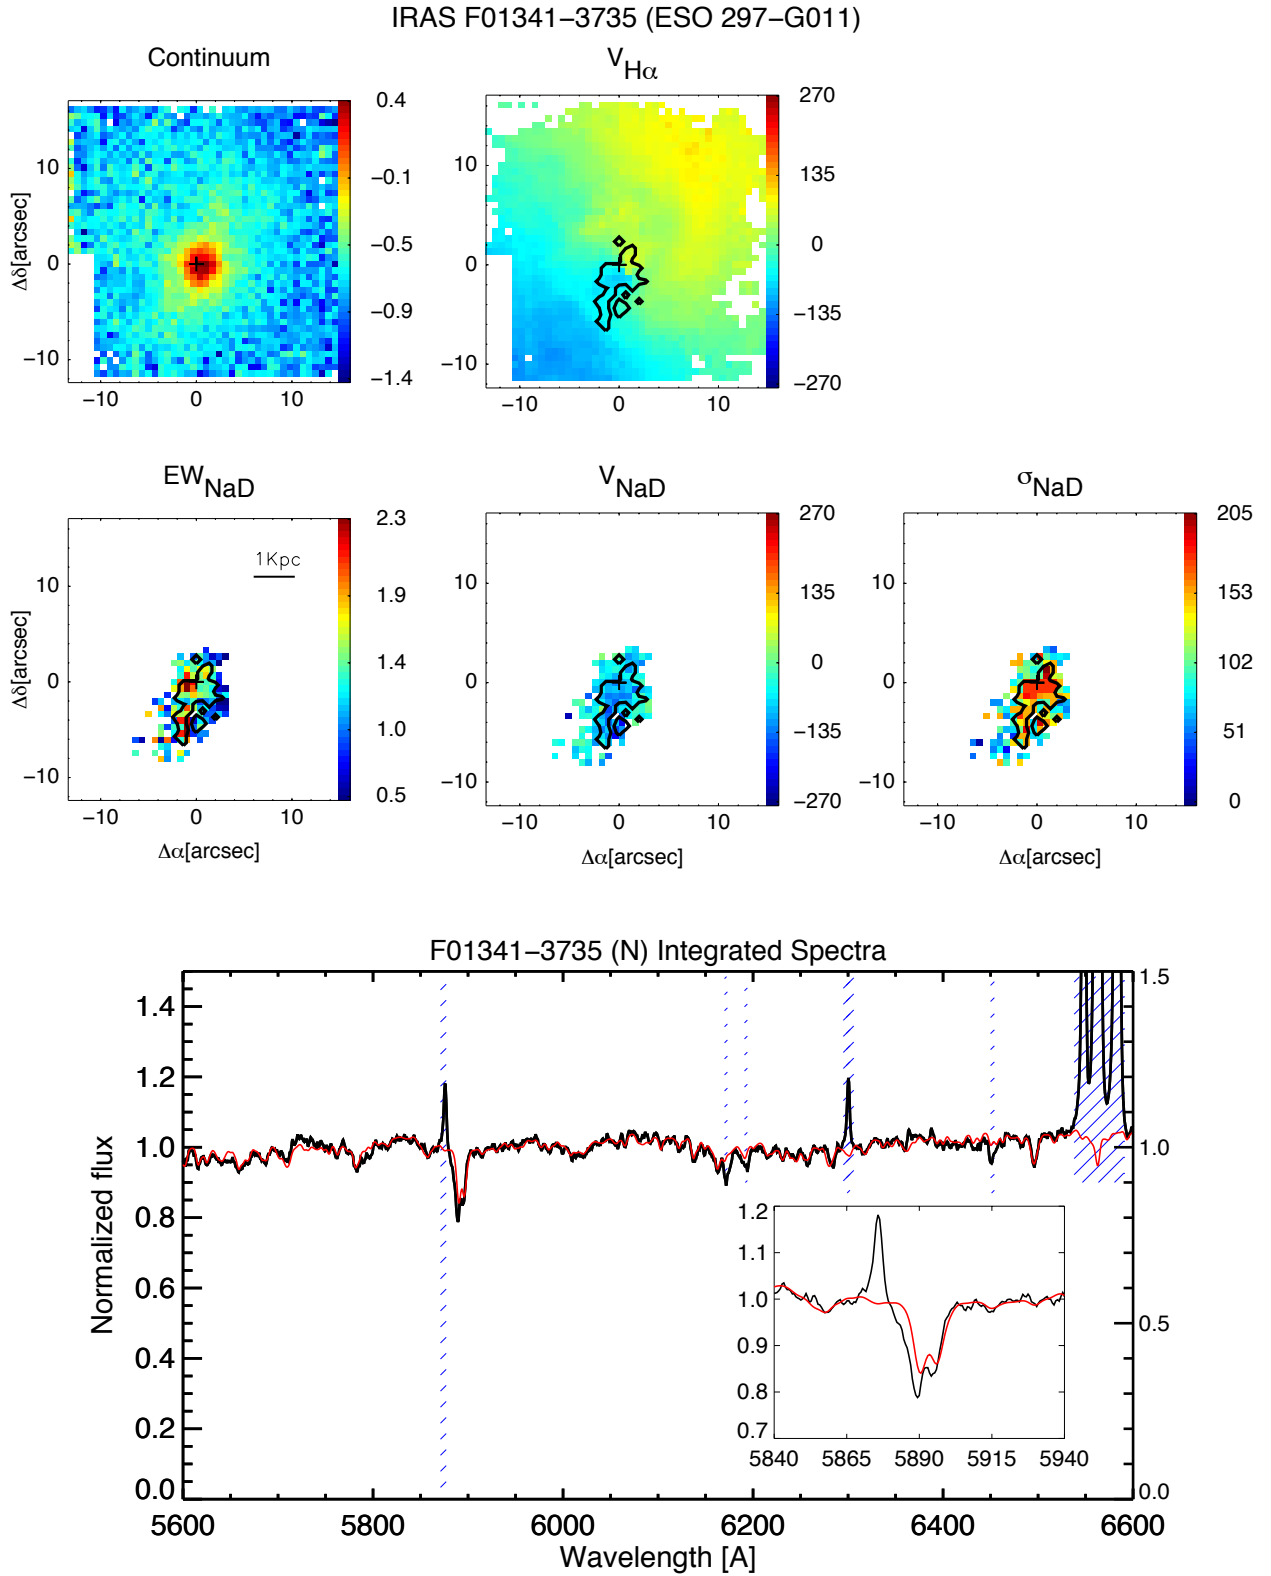 IRAS F01341−3735 (ESO 297−G011)
Continuum
V Hα
Δδ[arcsec]
10
0
−10
−10 0 10
0.4
−0.1
−0.5
−0.9
−1.4
10
0
−10
−10 0 10
270
135
0
−135
−270
EW NaD
V NaD
σ NaD
Δδ[arcsec]
1Kpc
10
0
−10
−10 0 10
Δα[arcsec]
2.3
1.9
1.4
1.0
0.5
10
0
−10
−10 0 10
Δα[arcsec]
270
135
0
−135
−270
10
0
−10
−10 0 10
Δα[arcsec]
205
153
102
51
0
F01341−3735 (N) Integrated Spectra
Normalized flux
1.4
1.2
1.0
0.8
0.6
0.4
0.2
0.0
1.5
1.0
0.5
0.0
1.2
1.1
1.0
0.9
0.8
0.7
5840 5865 5890 5915 5940
5600 5800 6000 6200 6400 6600
Wavelength [A]